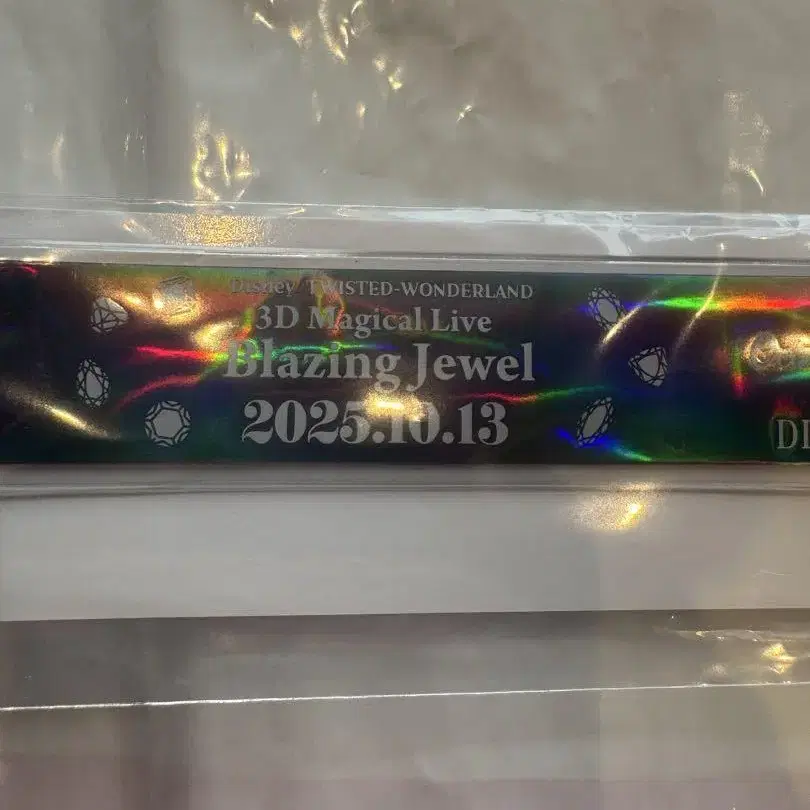 Disney TWISTED-WONDERLAND
3D Magical Live
Blazing Jewel
2025.10.13